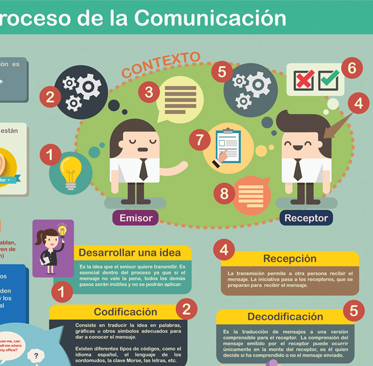 roceso de la Comunicación
ón es
CONTEXTO
5
6
2
3
4
están
7
1
8
Emisor
Receptor
Desarrollar una idea
Es la idea que el emisor quiere transmitir. Es
esencial dentro del proceso ya que si el
mensaje no vale la pena, todos los demás
pasos serán inútiles y no se podrán aplicar.
1
4
Recepción
La transmisión permite a otra persona recibir el
mensaje. La iniciativa pasa a los receptores, que se
preparan para recibir el mensaje.
Codificación
2
Consiste en traducir la idea en palabras,
gráficas u otros símbolos adecuados para
dar a conocer el mensaje.
Existen diferentes tipos de códigos, como el
idioma español, el lenguaje de los
sordomudos, la clave Morse, las letras, etc.
Decodificación
5
Es la traducción de mensajes a una versión
comprensible para el receptor. La comprensión del
mensaje emitido por el receptor puede ocurrir
únicamente en la mente del receptor, es él quien
decide si ha comprendido o no el mensaje enviado.
?